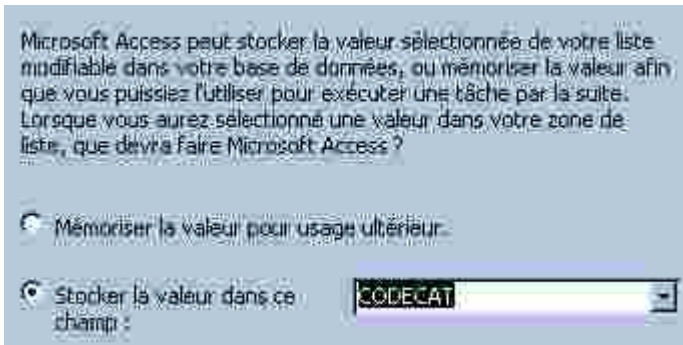 Microsoft Access peut stocker la valeur sélectionnée de votre liste
modifiable dans votre base de données, ou mémoriser la valeur afin
que vous puissiez l'utiliser pour exécuter une tâche par la suite.
Lorsque vous aurez sélectionné une valeur dans votre zone de
liste, que devra faire Microsoft Access ?
Mémoriser la valeur pour usage ultérieur.
Stocker la valeur dans ce
champ :
CODECAT